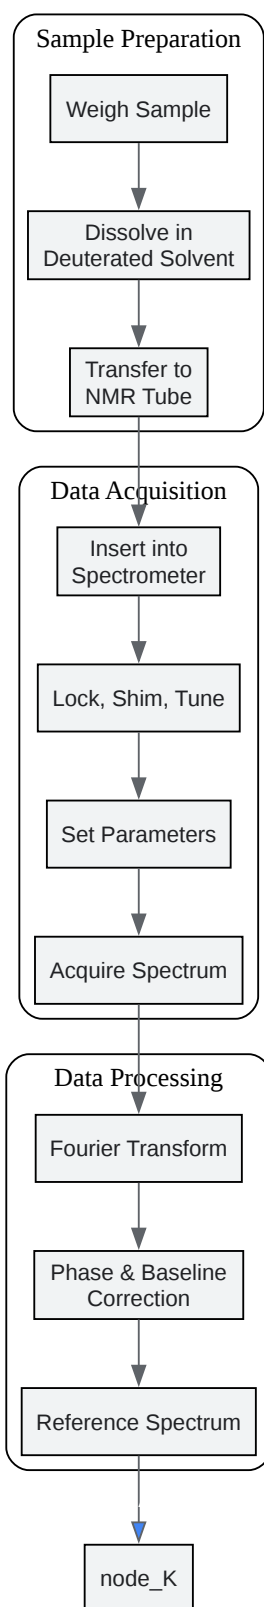 Sample Preparation
Weigh Sample
Dissolve in
Deuterated Solvent
Transfer to
NMR Tube
Data Acquisition
Insert into
Spectrometer
Lock, Shim, Tune
Set Parameters
Acquire Spectrum
Data Processing
Fourier Transform
Phase & Baseline
Correction
Reference Spectrum
node_K